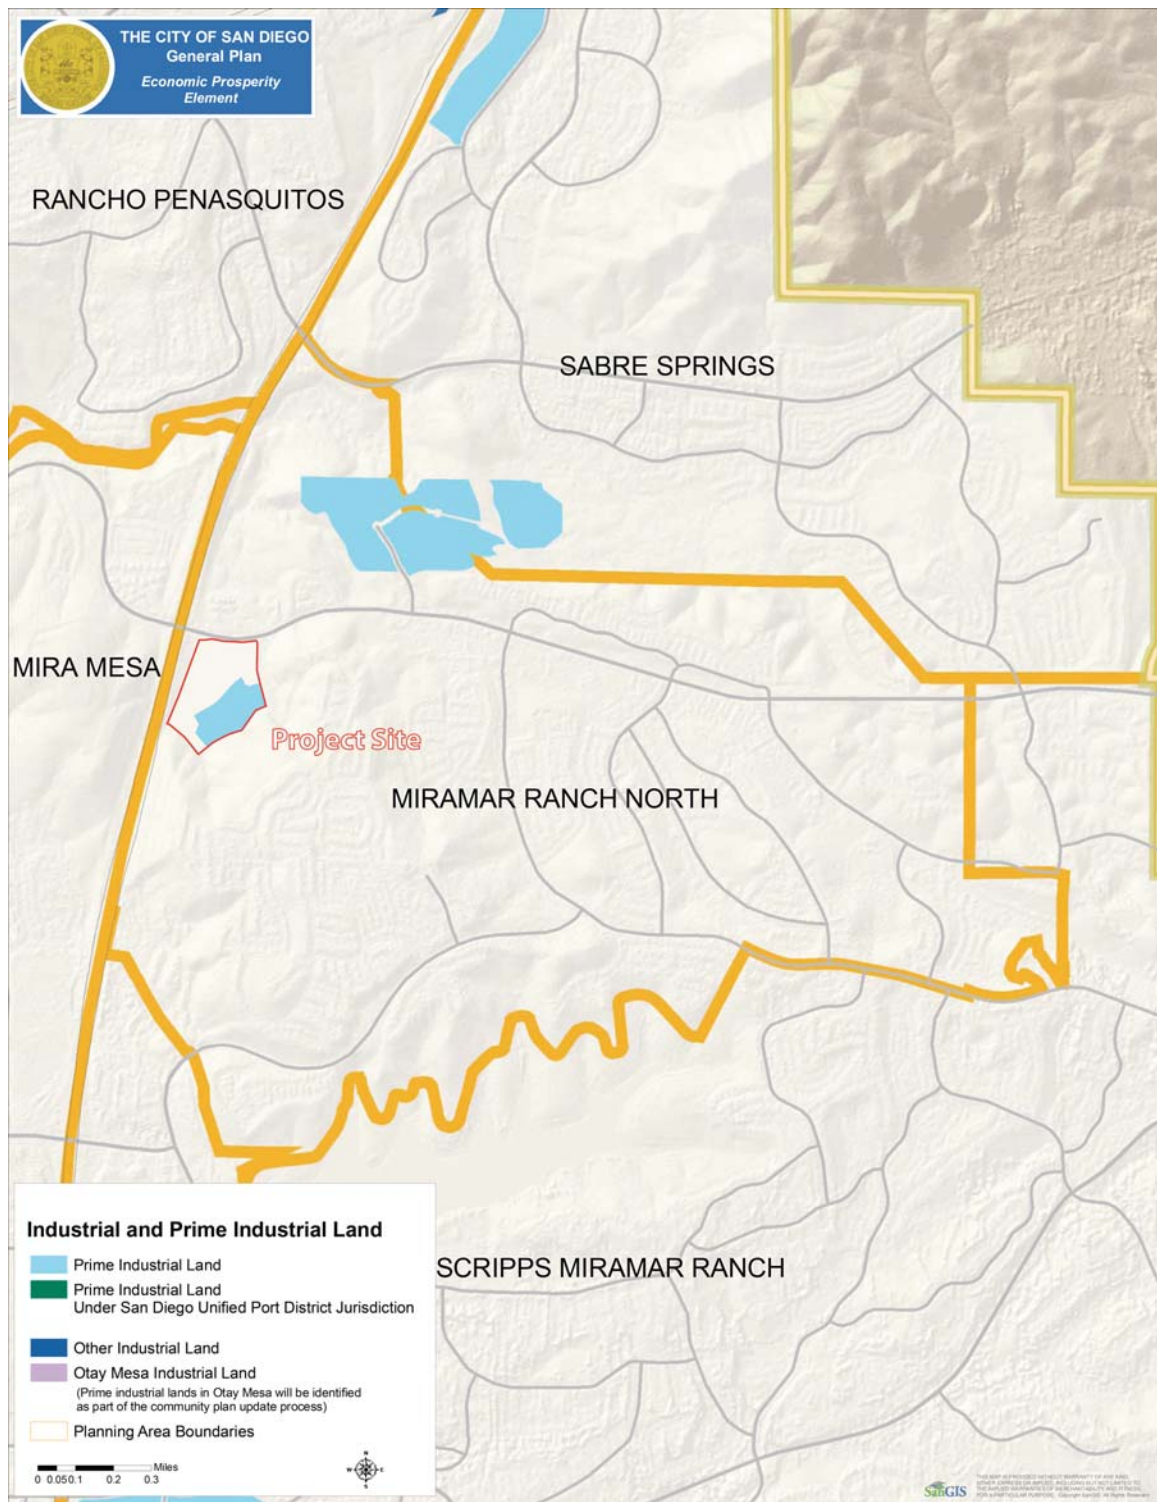 THE CITY OF SAN DIEGO
General Plan
Economic Prosperity
Element
RANCHO PENASQUITOS
SABRE SPRINGS
MIRA MESA
Project Site
MIRAMAR RANCH NORTH
SCRIPPS MIRAMAR RANCH
Industrial and Prime Industrial Land
Prime Industrial Land
Prime Industrial Land
Under San Diego Unified Port District Jurisdiction
Other Industrial Land
Otay Mesa Industrial Land
(Prime industrial lands in Otay Mesa will be identified
as part of the community plan update process)
Planning Area Boundaries
Miles
0 0.05 0.1 0.2 0.3
N
W E
S
SanGIS